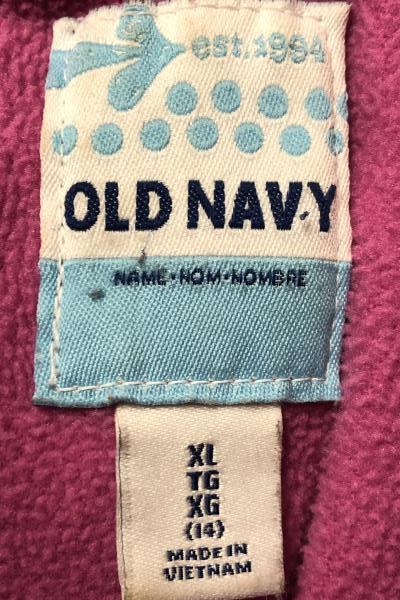 est.1994
OLD NAVY
NAME•NOM•NOMBRE
XL
TG
XG
(14)
MADE IN
VIETNAM